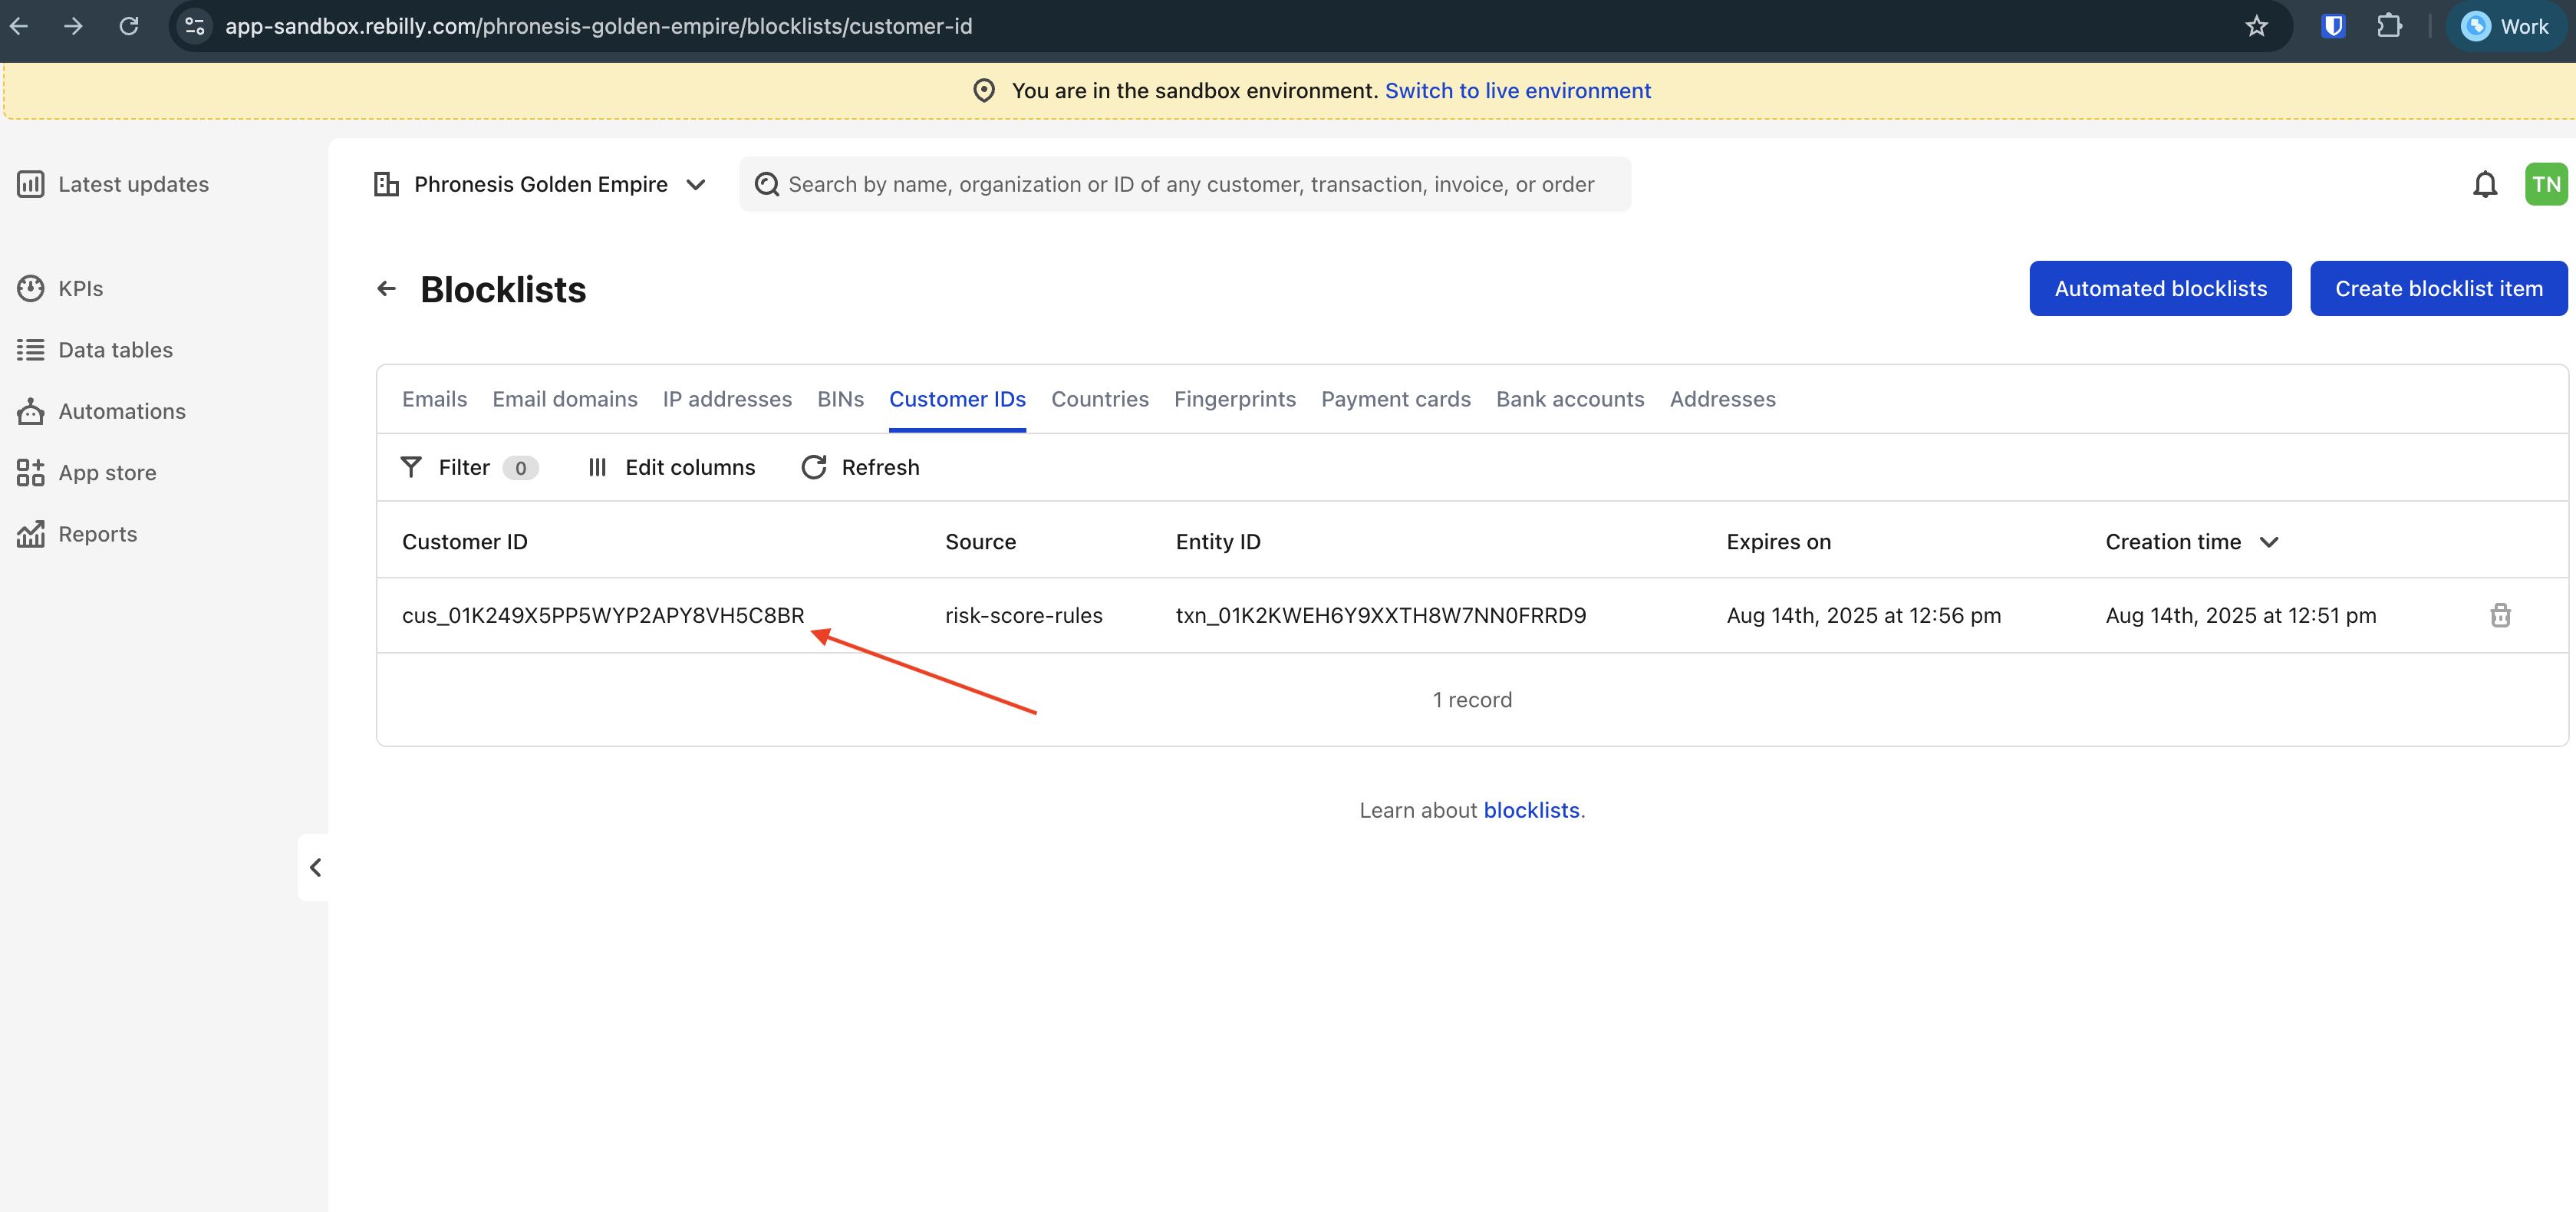 app-sandbox.rebilly.com/phronesis-golden-empire/blocklists/customer-id
Work
You are in the sandbox environment. Switch to live environment
Latest updates
KPIs
Data tables
Automations
App store
Reports
Phronesis Golden Empire
Search by name, organization or ID of any customer, transaction, invoice, or order
TN
Blocklists
Automated blocklists
Create blocklist item
Emails Email domains IP addresses BINs Customer IDs Countries Fingerprints Payment cards Bank accounts Addresses
Filter 0 Edit columns Refresh
Customer ID Source Entity ID Expires on Creation time
cus_01K249X5PP5WYP2APY8VH5C8BR risk-score-rules txn_01K2KWEH6Y9XXTH8W7NN0FRRD9 Aug 14th, 2025 at 12:56 pm Aug 14th, 2025 at 12:51 pm
1 record
Learn about blocklists.